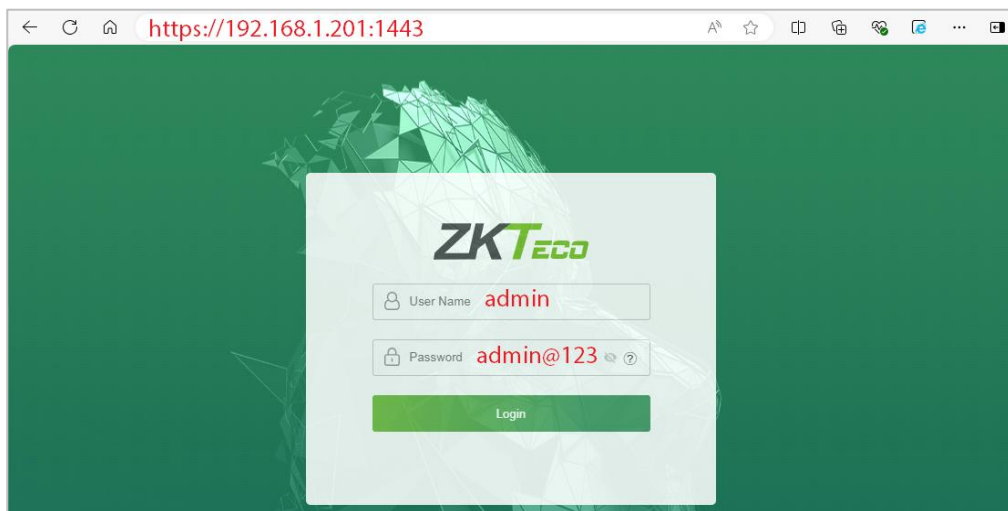 https://192.168.1.201:1443
ZKTECO
User Name admin
Password admin@123
Login